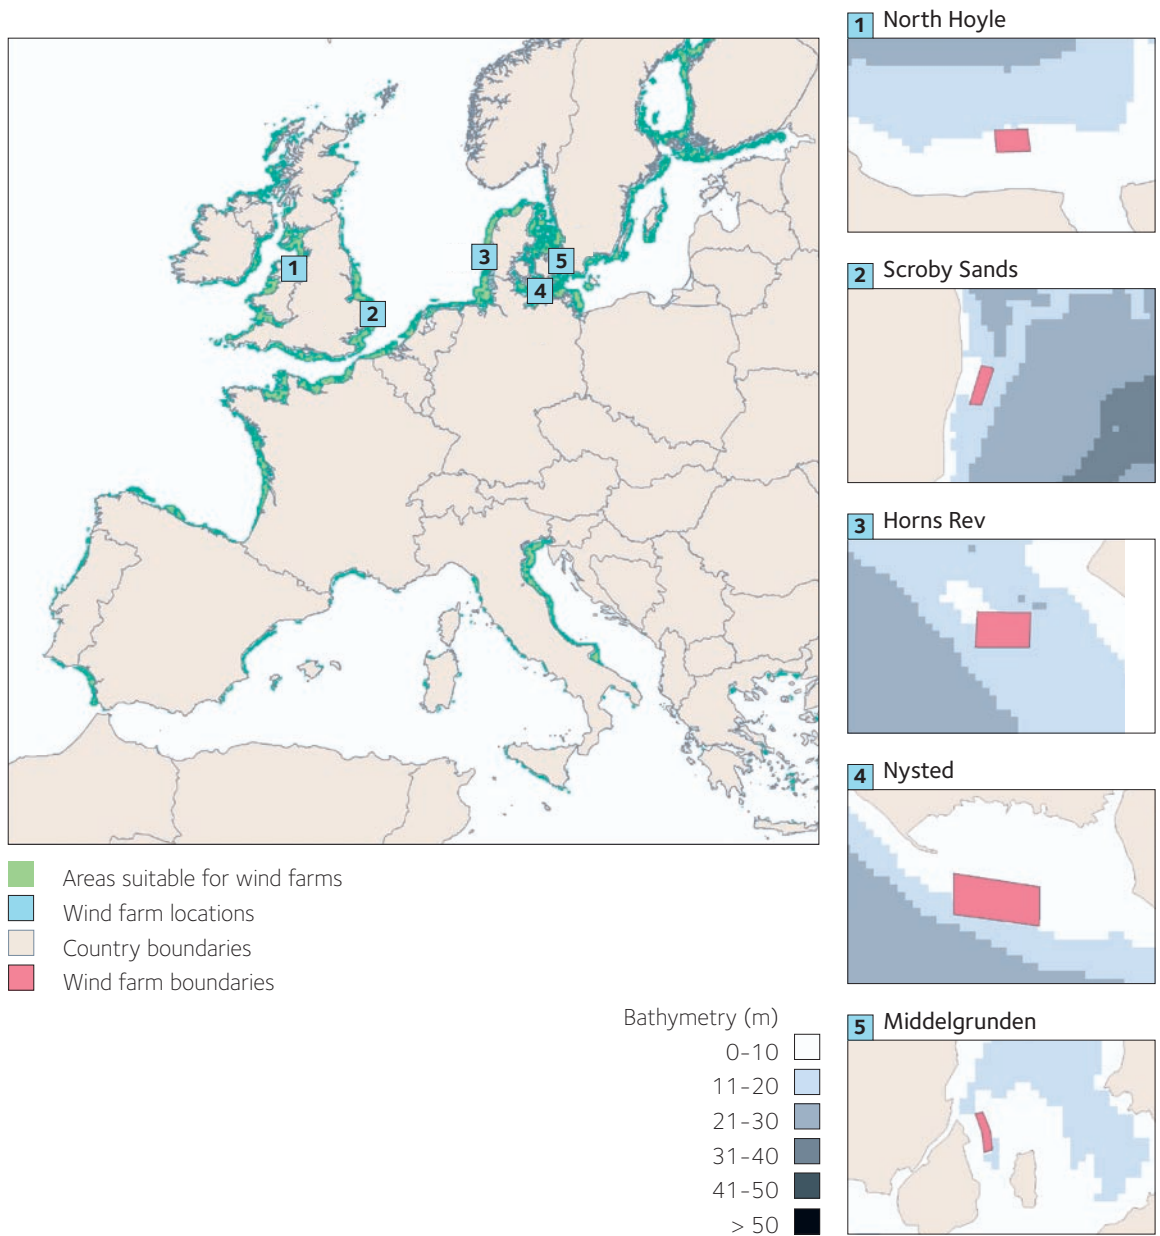 1
2
3
4
5
Areas suitable for wind farms
Wind farm locations
Country boundaries
Wind farm boundaries
Bathymetry (m)
0-10
11-20
21-30
31-40
41-50
> 50
1 North Hoyle
2 Scroby Sands
3 Horns Rev
4 Nysted
5 Middelgrunden